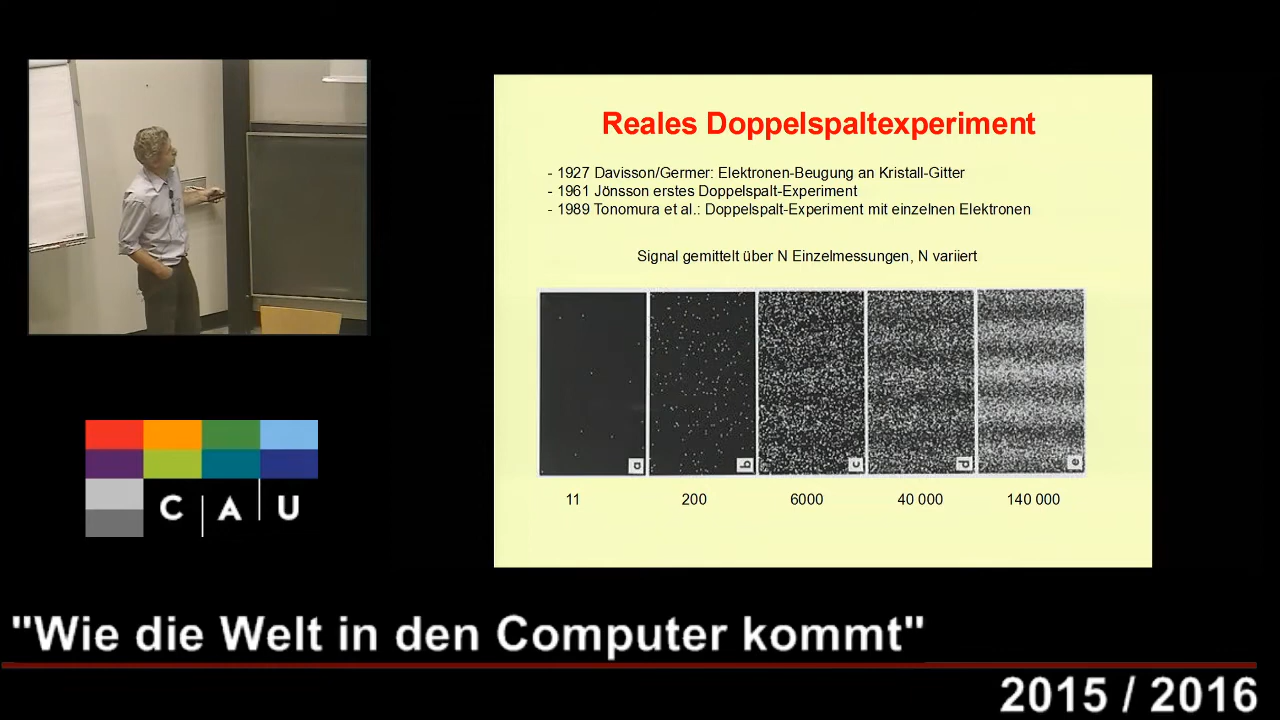 Reales Doppelspaltexperiment
- 1927 Davisson/Germer: Elektronen-Beugung an Kristall-Gitter
- 1961 Jönsson erstes Doppelspalt-Experiment
- 1989 Tonomura et al.: Doppelspalt-Experiment mit einzelnen Elektronen
Signal gemittelt über N Einzelmessungen, N variiert
a b c d e
11 200 6000 40 000 140 000
C | A | U
"Wie die Welt in den Computer kommt"
2015 / 2016